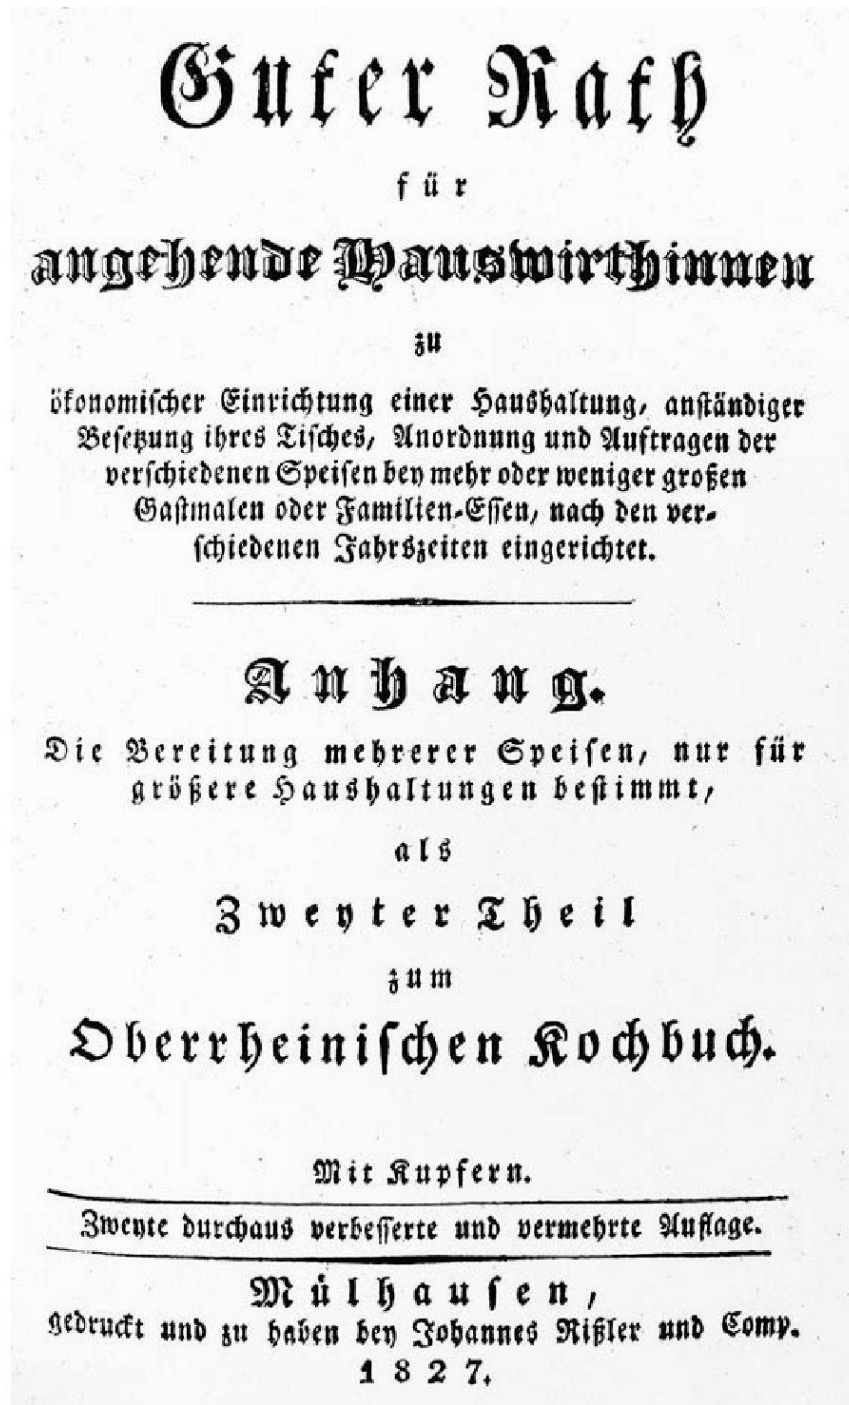 Guter Rath
für
angehende Hauswirthinnen
zu
ökonomischer Einrichtung einer Haushaltung, anständiger
Besetzung ihres Tisches, Anordnung und Auftragen der
verschiedenen Speisen bey mehr oder weniger großen
Gastmalen oder Familien-Essen, nach den ver-
schiedenen Jahrszeiten eingerichtet.
Anhang.
Die Bereitung mehrerer Speisen, nur für
größere Haushaltungen bestimmt,
als
Zweyter Theil
zum
Oberrheinischen Kochbuch.
Mit Kupfern.
Zweyte durchaus verbesserte und vermehrte Auflage.
Mülhausen,
gedruckt und zu haben bey Johannes Rißler und Comp.
1827.